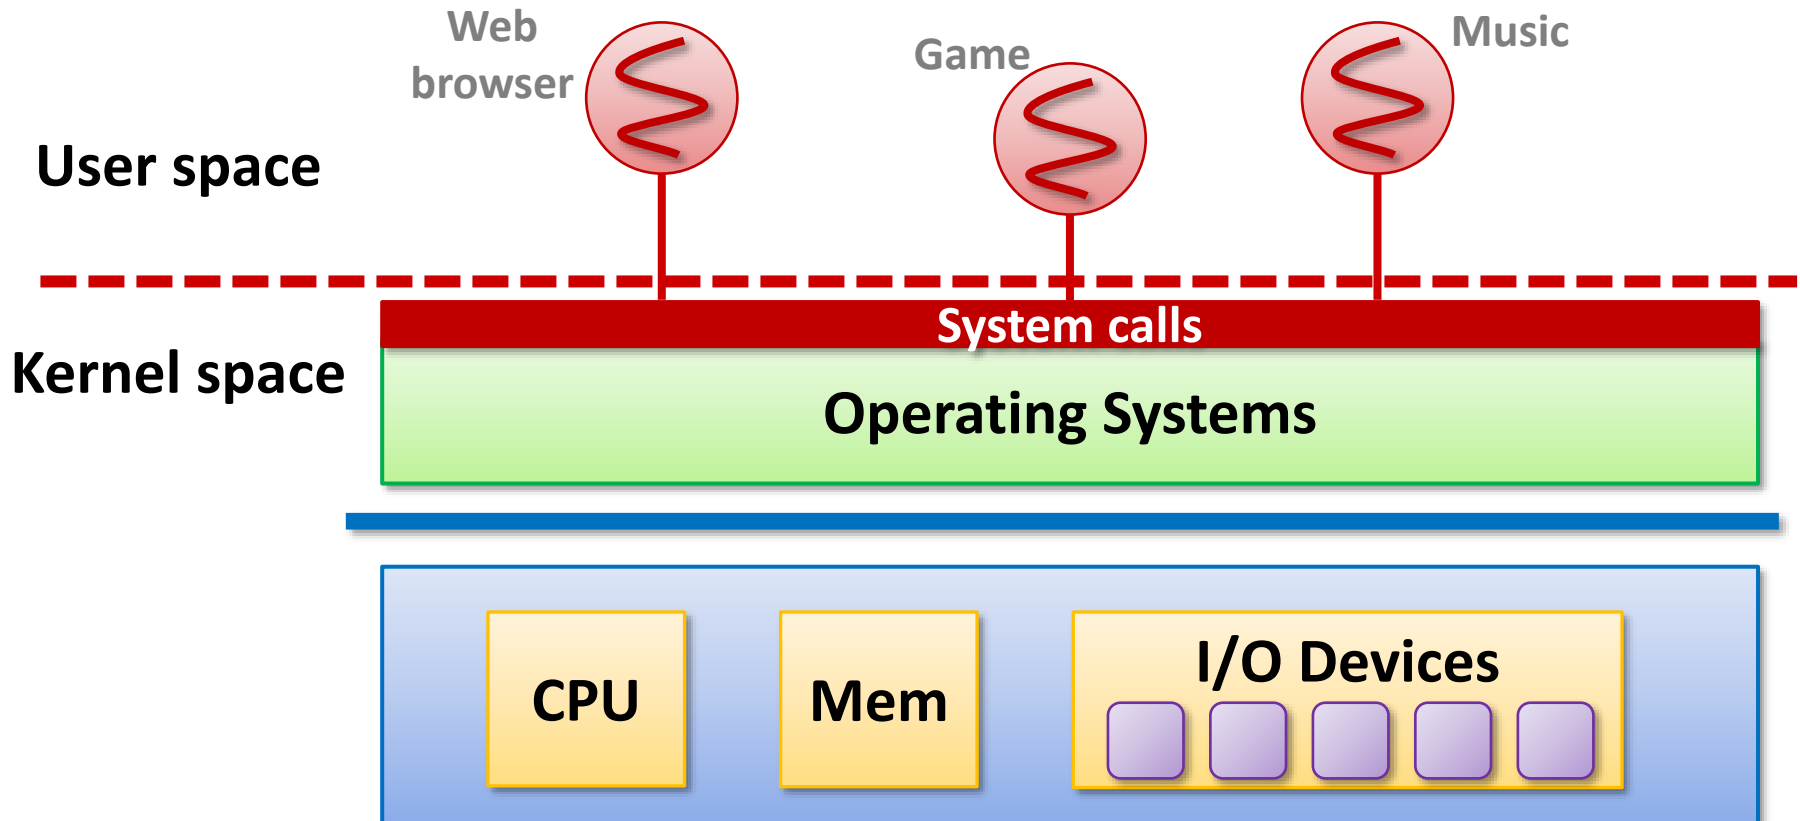 Web
browser
Game
Music
User space
System calls
Kernel space
Operating Systems
CPU
Mem
I/O Devices